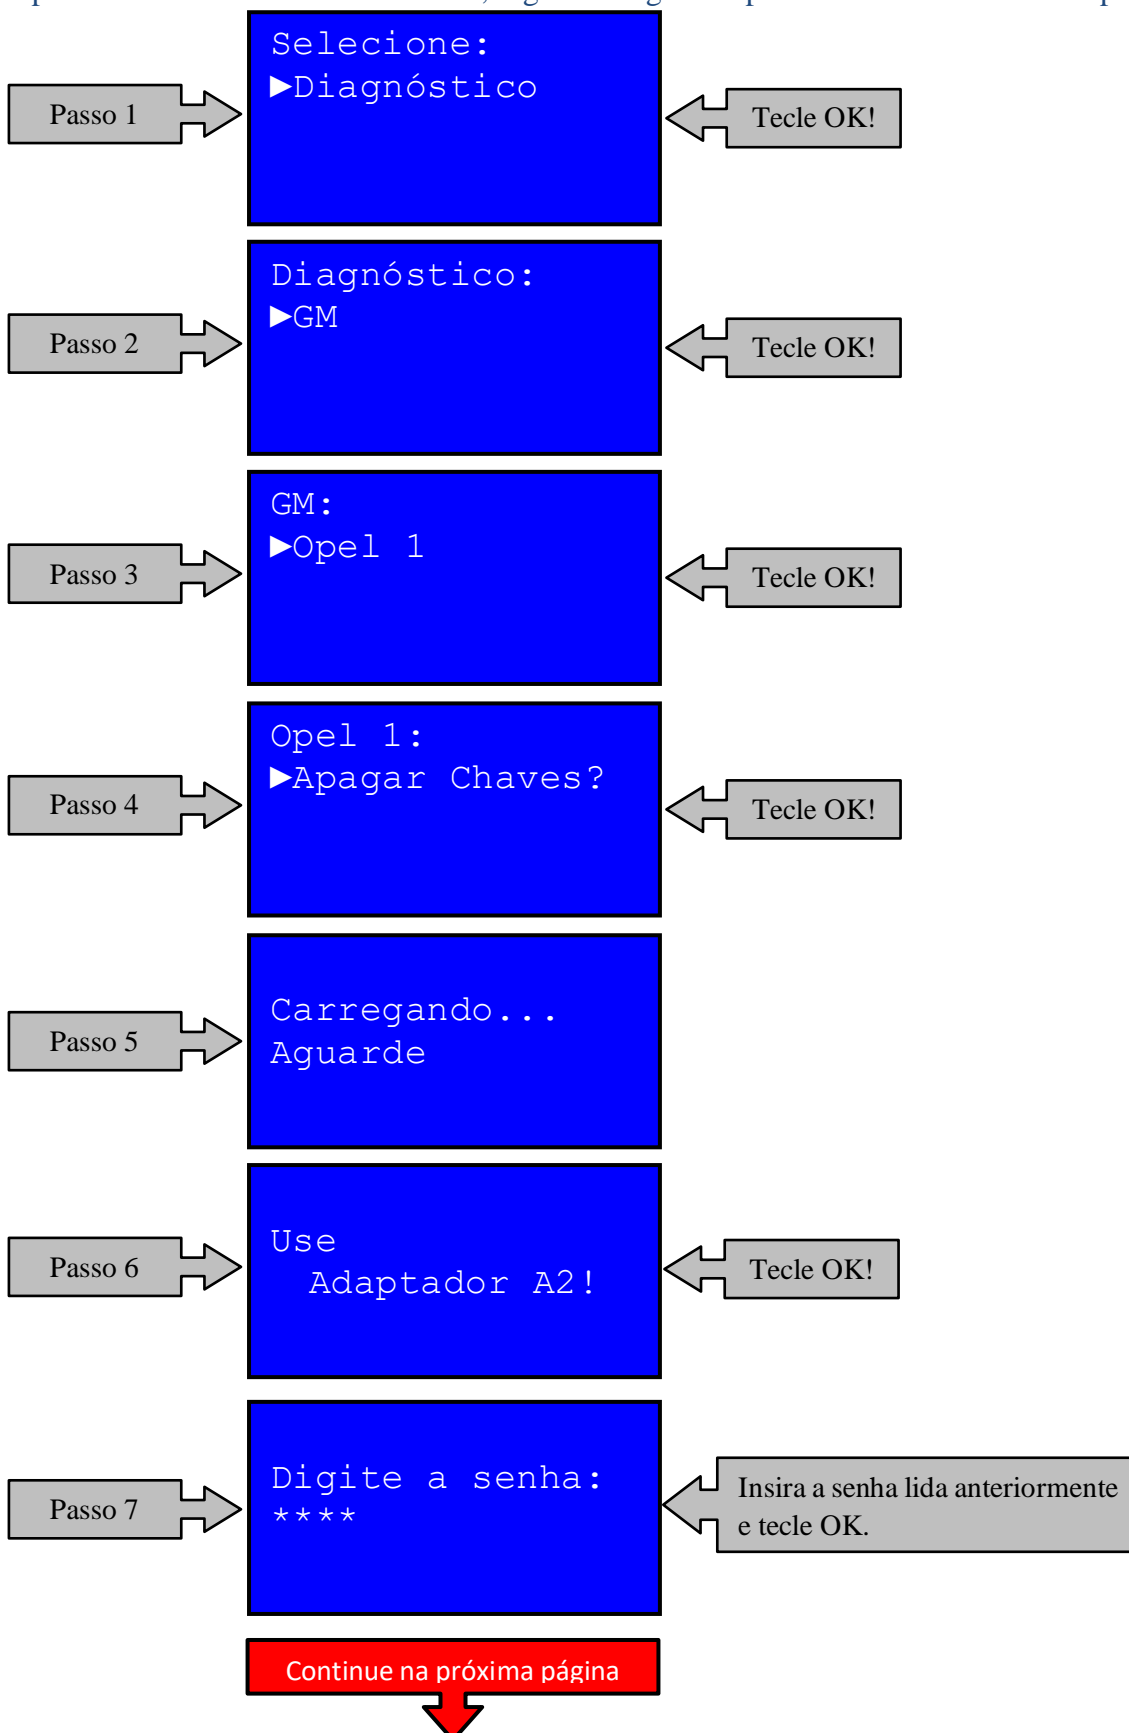 Selecione:
►Diagnóstico
Passo 1
Tecle OK!
Diagnóstico:
►GM
Passo 2
Tecle OK!
GM:
►Opel 1
Passo 3
Tecle OK!
Opel 1:
►Apagar Chaves?
Passo 4
Tecle OK!
Carregando...
Aguarde
Passo 5
Use
Adaptador A2!
Passo 6
Tecle OK!
Digite a senha:
****
Passo 7
Insira a senha lida anteriormente
e tecle OK.
Continue na próxima página